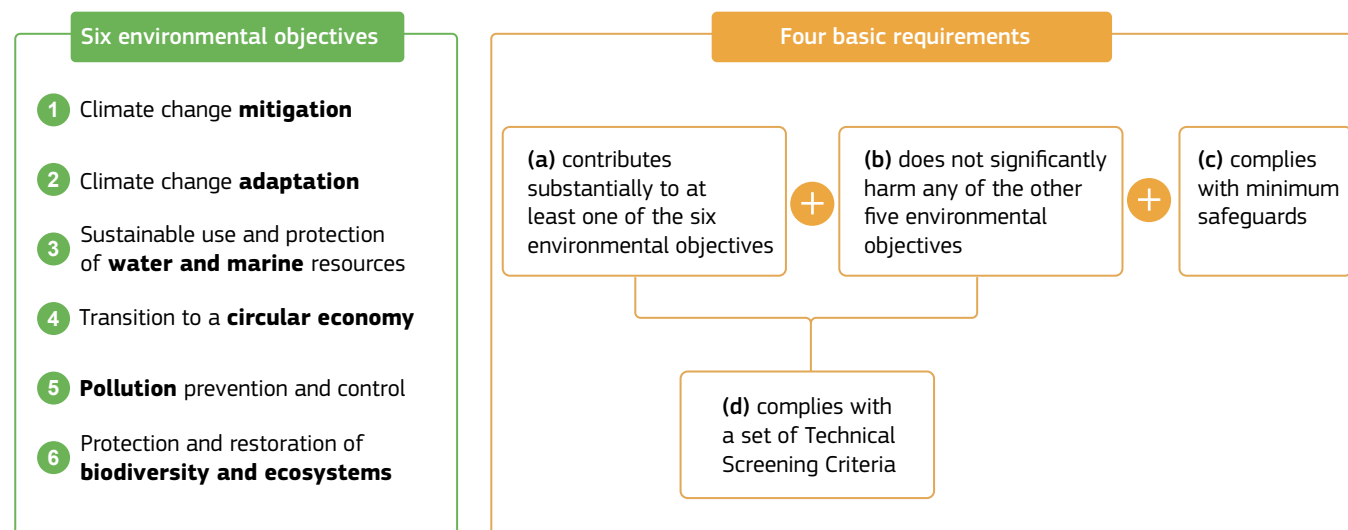 Six environmental objectives
1 Climate change mitigation
2 Climate change adaptation
3 Sustainable use and protection
of water and marine resources
4 Transition to a circular economy
5 Pollution prevention and control
6 Protection and restoration of
biodiversity and ecosystems
Four basic requirements
(a) contributes
substantially to at
least one of the six
environmental objectives
+
(b) does not significantly
harm any of the other
five environmental
objectives
+
(c) complies
with minimum
safeguards
(d) complies with
a set of Technical
Screening Criteria